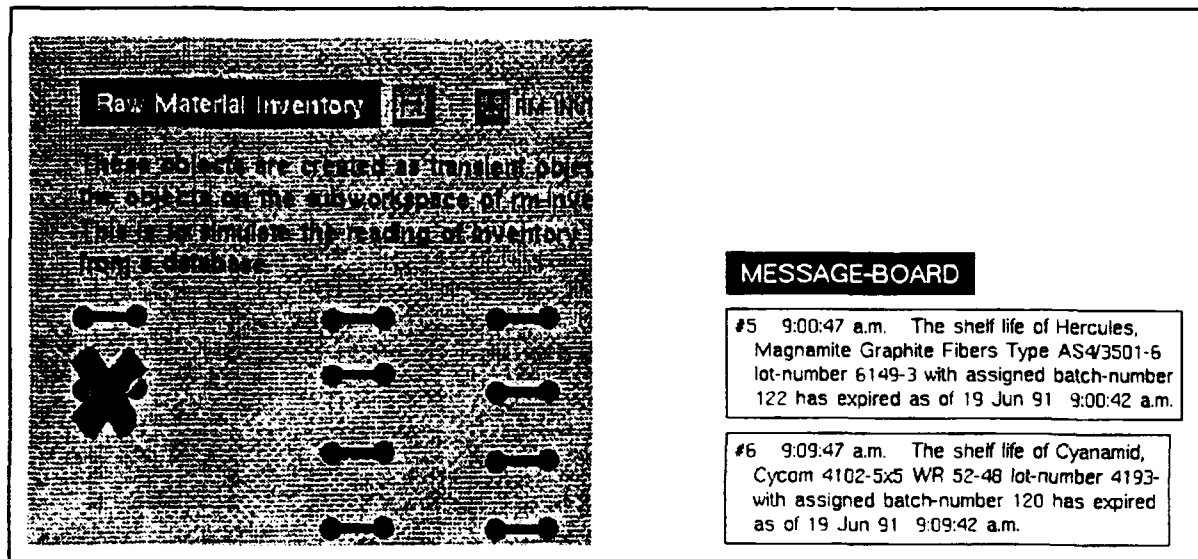 Raw Material Inventory
RM-INV
These objects are created as transient objec
the objects on the subworkspace of rm-inve
This is to simulate the reading of inventory
from a database
MESSAGE-BOARD
#5 9:00:47 a.m. The shelf life of Hercules,
Magnamite Graphite Fibers Type AS4/3501-6
lot-number 6149-3 with assigned batch-number
122 has expired as of 19 Jun 91 9:00:42 a.m.
#6 9:09:47 a.m. The shelf life of Cyanamid,
Cycom 4102-5x5 WR 52-48 lot-number 4193-
with assigned batch-number 120 has expired
as of 19 Jun 91 9:09:42 a.m.